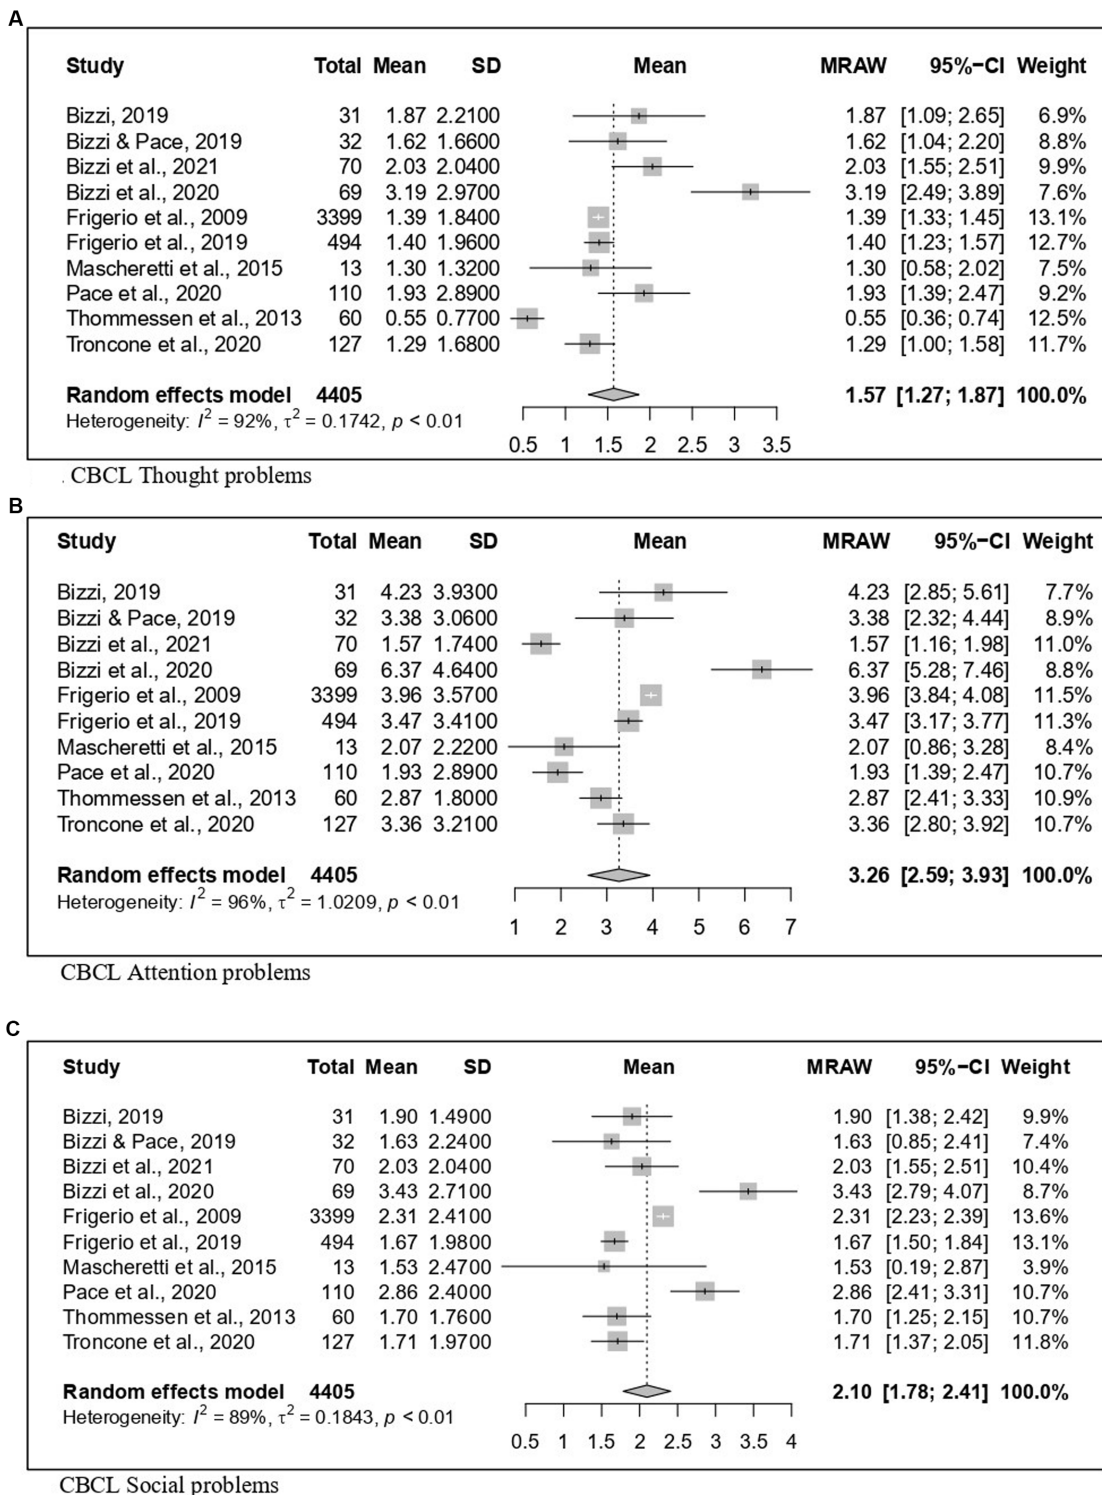 A
Study Total Mean SD Mean MRAW 95%−CI Weight
Bizzi, 2019 31 1.87 2.2100 1.87 [1.09; 2.65] 6.9%
Bizzi & Pace, 2019 32 1.62 1.6600 1.62 [1.04; 2.20] 8.8%
Bizzi et al., 2021 70 2.03 2.0400 2.03 [1.55; 2.51] 9.9%
Bizzi et al., 2020 69 3.19 2.9700 3.19 [2.49; 3.89] 7.6%
Frigerio et al., 2009 3399 1.39 1.8400 1.39 [1.33; 1.45] 13.1%
Frigerio et al., 2019 494 1.40 1.9600 1.40 [1.23; 1.57] 12.7%
Mascheretti et al., 2015 13 1.30 1.3200 1.30 [0.58; 2.02] 7.5%
Pace et al., 2020 110 1.93 2.8900 1.93 [1.39; 2.47] 9.2%
Thommessen et al., 2013 60 0.55 0.7700 0.55 [0.36; 0.74] 12.5%
Troncone et al., 2020 127 1.29 1.6800 1.29 [1.00; 1.58] 11.7%
Random effects model 4405 1.57 [1.27; 1.87] 100.0%
Heterogeneity: I² = 92%, τ² = 0.1742, p < 0.01
0.5 1 1.5 2 2.5 3 3.5
. CBCL Thought problems
B
Study Total Mean SD Mean MRAW 95%−CI Weight
Bizzi, 2019 31 4.23 3.9300 4.23 [2.85; 5.61] 7.7%
Bizzi & Pace, 2019 32 3.38 3.0600 3.38 [2.32; 4.44] 8.9%
Bizzi et al., 2021 70 1.57 1.7400 1.57 [1.16; 1.98] 11.0%
Bizzi et al., 2020 69 6.37 4.6400 6.37 [5.28; 7.46] 8.8%
Frigerio et al., 2009 3399 3.96 3.5700 3.96 [3.84; 4.08] 11.5%
Frigerio et al., 2019 494 3.47 3.4100 3.47 [3.17; 3.77] 11.3%
Mascheretti et al., 2015 13 2.07 2.2200 2.07 [0.86; 3.28] 8.4%
Pace et al., 2020 110 1.93 2.8900 1.93 [1.39; 2.47] 10.7%
Thommessen et al., 2013 60 2.87 1.8000 2.87 [2.41; 3.33] 10.9%
Troncone et al., 2020 127 3.36 3.2100 3.36 [2.80; 3.92] 10.7%
Random effects model 4405 3.26 [2.59; 3.93] 100.0%
Heterogeneity: I² = 96%, τ² = 1.0209, p < 0.01
1 2 3 4 5 6 7
CBCL Attention problems
C
Study Total Mean SD Mean MRAW 95%−CI Weight
Bizzi, 2019 31 1.90 1.4900 1.90 [1.38; 2.42] 9.9%
Bizzi & Pace, 2019 32 1.63 2.2400 1.63 [0.85; 2.41] 7.4%
Bizzi et al., 2021 70 2.03 2.0400 2.03 [1.55; 2.51] 10.4%
Bizzi et al., 2020 69 3.43 2.7100 3.43 [2.79; 4.07] 8.7%
Frigerio et al., 2009 3399 2.31 2.4100 2.31 [2.23; 2.39] 13.6%
Frigerio et al., 2019 494 1.67 1.9800 1.67 [1.50; 1.84] 13.1%
Mascheretti et al., 2015 13 1.53 2.4700 1.53 [0.19; 2.87] 3.9%
Pace et al., 2020 110 2.86 2.4000 2.86 [2.41; 3.31] 10.7%
Thommessen et al., 2013 60 1.70 1.7600 1.70 [1.25; 2.15] 10.7%
Troncone et al., 2020 127 1.71 1.9700 1.71 [1.37; 2.05] 11.8%
Random effects model 4405 2.10 [1.78; 2.41] 100.0%
Heterogeneity: I² = 89%, τ² = 0.1843, p < 0.01
0.5 1 1.5 2 2.5 3 3.5 4
CBCL Social problems